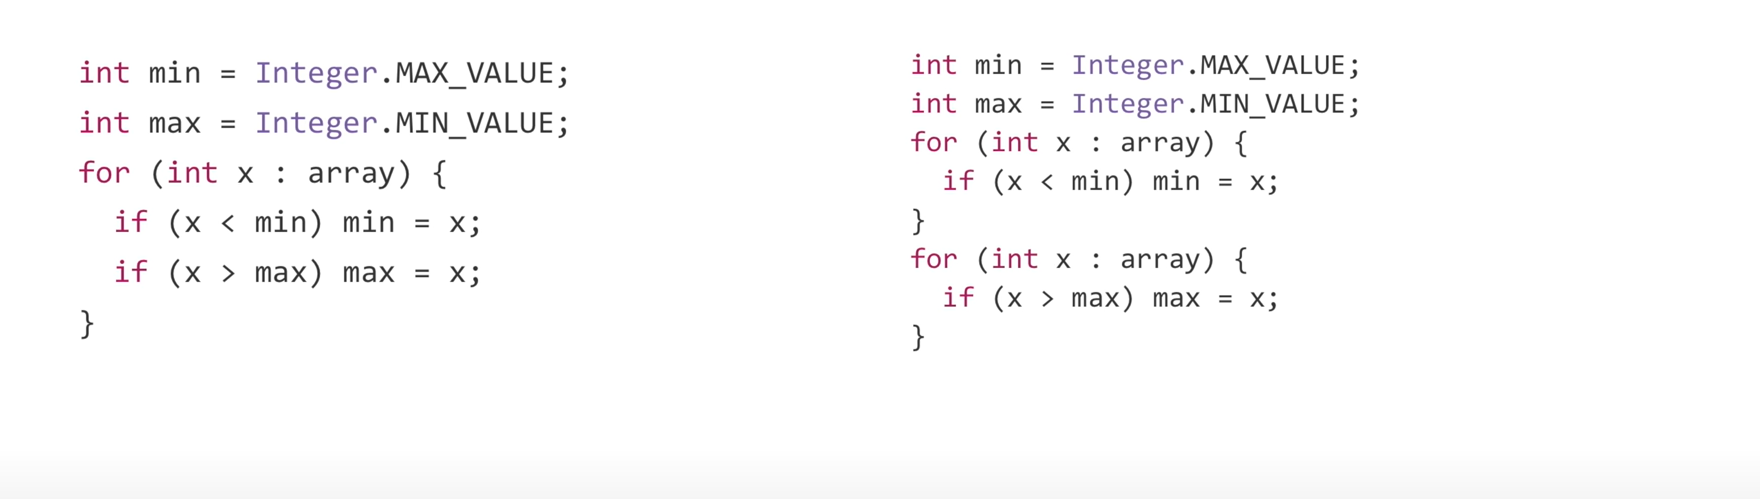 int min = Integer.MAX_VALUE;
int max = Integer.MIN_VALUE;
for (int x : array) {
  if (x < min) min = x;
  if (x > max) max = x;
}
int min = Integer.MAX_VALUE;
int max = Integer.MIN_VALUE;
for (int x : array) {
  if (x < min) min = x;
}
for (int x : array) {
  if (x > max) max = x;
}